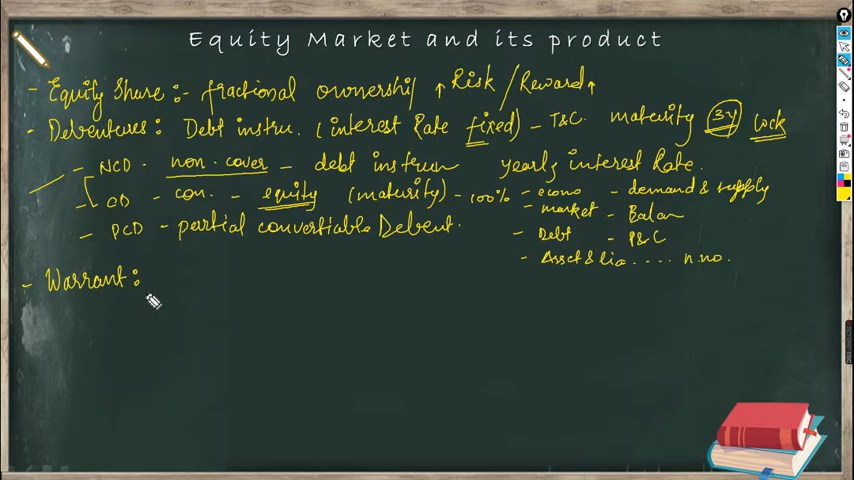 Equity Market and its product
- Equity Share :- fractional ownership ↑ Risk / Reward ↑
- Debentures : Debt instru. (interest Rate fixed) - T&C. maturity 3Y lock
- NCD - non.cover - debt instrum yearly interest Rate.
- OD - con. - equity (maturity) - 100% - econo - demand & supply
- market - Balan
- PCD - partial convertiable Debent.
- Debt - P&C
- Asset & lia ..... n.no.
- Warrant :